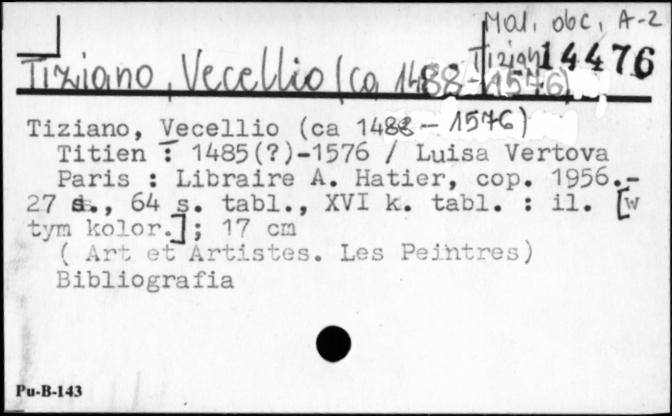 Mal. obc. A-2
Tizian 14476
Tiziano, Vecellio (ca 1488-1576)
Tiziano, Vecellio (ca 1488 - 1576)
Titien : 1485(?)-1576 / Luisa Vertova
Paris : Libraire A. Hatier, cop. 1956.-
27 s., 64 s. tabl., XVI k. tabl. : il. [w
tym kolor.]; 17 cm
( Art et Artistes. Les Peintres)
Bibliografia
Pu-B-143